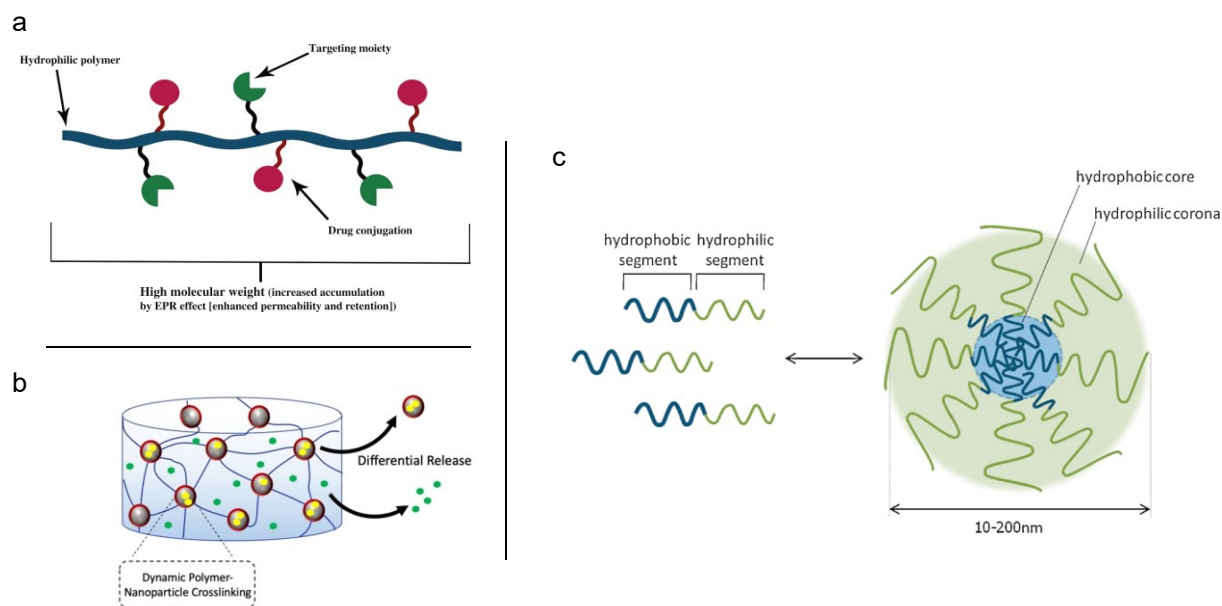 a
Targeting moiety
Hydrophilic polymer
Drug conjugation
High molecular weight (increased accumulation
by EPR effect [enhanced permeability and retention])
b
Differential Release
Dynamic Polymer-
Nanoparticle Crosslinking
c
hydrophobic core
hydrophilic corona
hydrophobic
segment
hydrophilic
segment
10-200nm